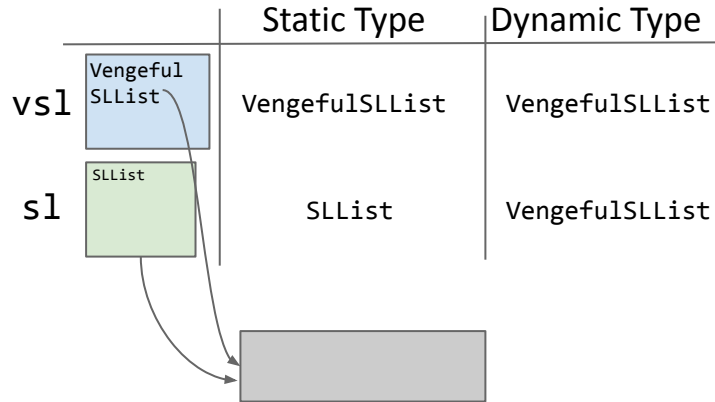 Static Type Dynamic Type
Vengeful
SLList
vsl VengefulSLList VengefulSLList
SLList
sl SLList VengefulSLList